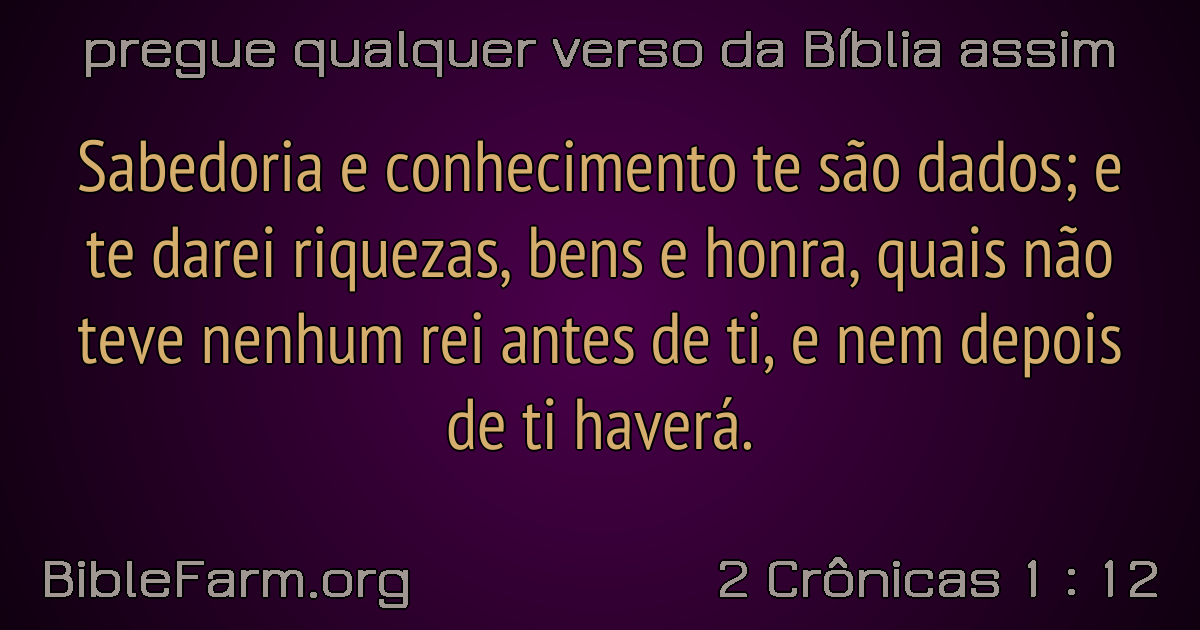 pregue qualquer verso da Bíblia assim
Sabedoria e conhecimento te são dados; e
te darei riquezas, bens e honra, quais não
teve nenhum rei antes de ti, e nem depois
de ti haverá.
BibleFarm.org
2 Crônicas 1 : 12